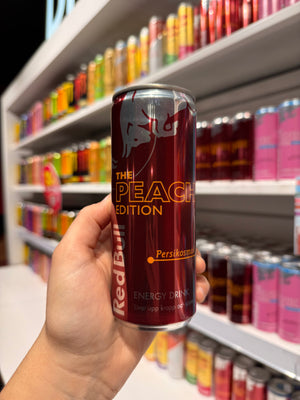 THE
PEACH
EDITION
Persikosmak
Red Bull
ENERGY DRINK